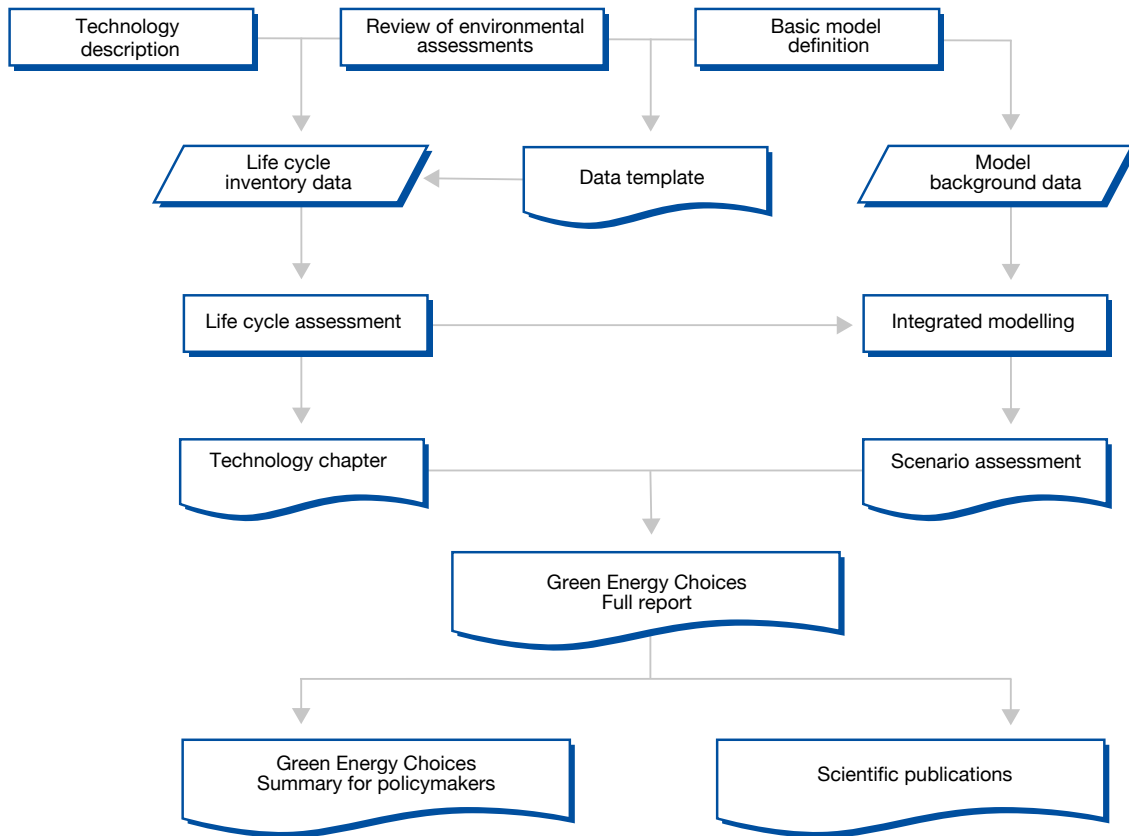 Technology
description
Review of environmental
assessments
Basic model
definition
Life cycle
inventory data
Data template
Model
background data
Life cycle assessment
Integrated modelling
Technology chapter
Scenario assessment
Green Energy Choices
Full report
Green Energy Choices
Summary for policymakers
Scientific publications